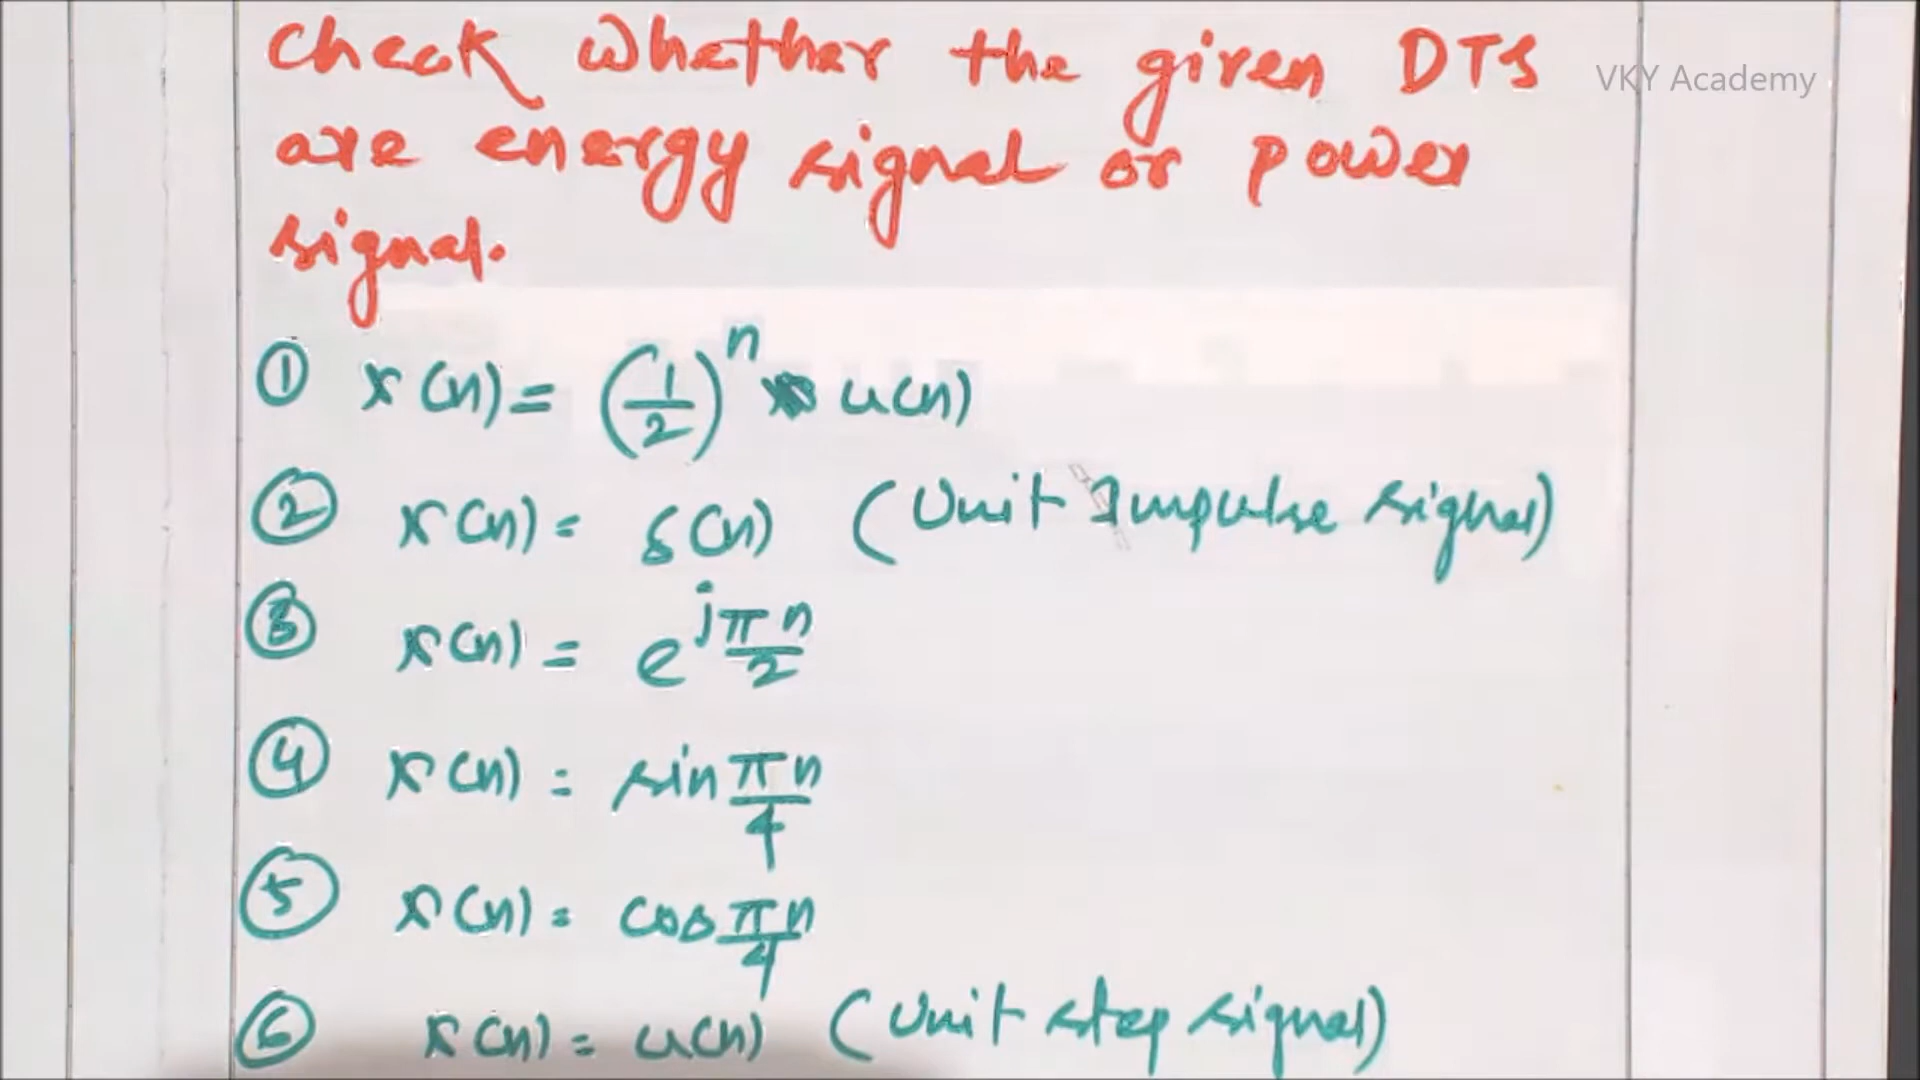 Check whether the given DTS
VKY Academy
are energy signal or power
signal.
① x(n) = (1/2)^n u(n)
② x(n) = δ(n) (Unit Impulse signal)
③ x(n) = e^(jπn/2)
④ x(n) = sin πn/4
⑤ x(n) = cos πn/4
⑥ x(n) = u(n) (Unit step signal)